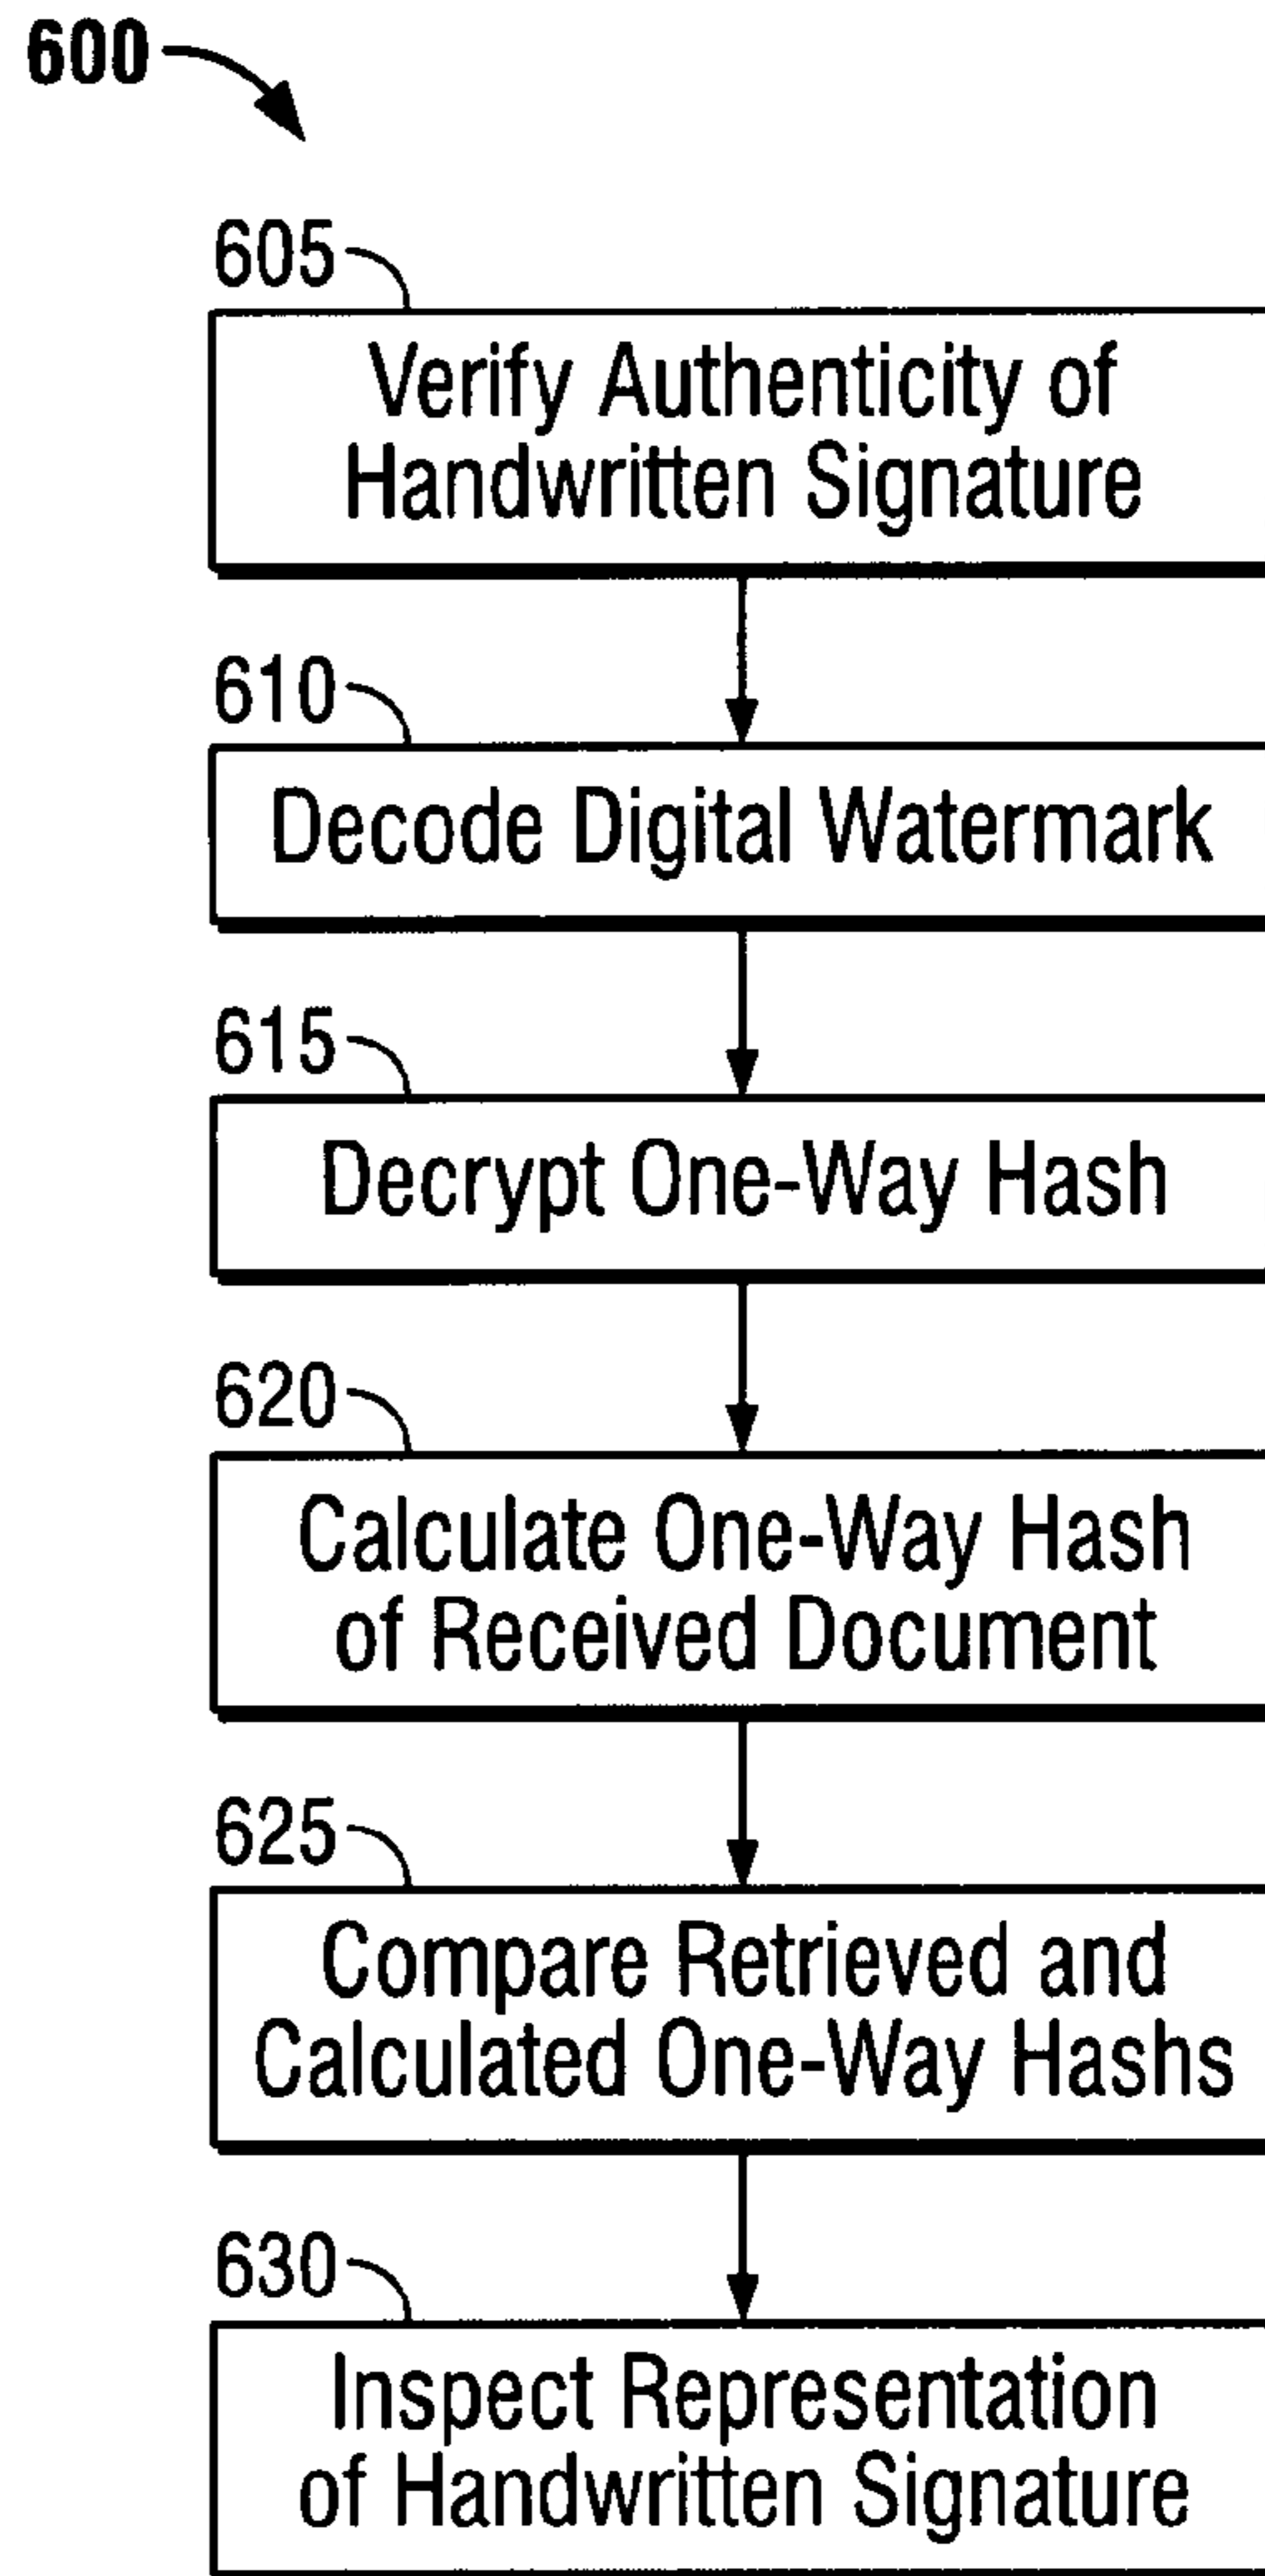 600
605
Verify Authenticity of
Handwritten Signature
610
Decode Digital Watermark
615
Decrypt One-Way Hash
620
Calculate One-Way Hash
of Received Document
625
Compare Retrieved and
Calculated One-Way Hashs
630
Inspect Representation
of Handwritten Signature